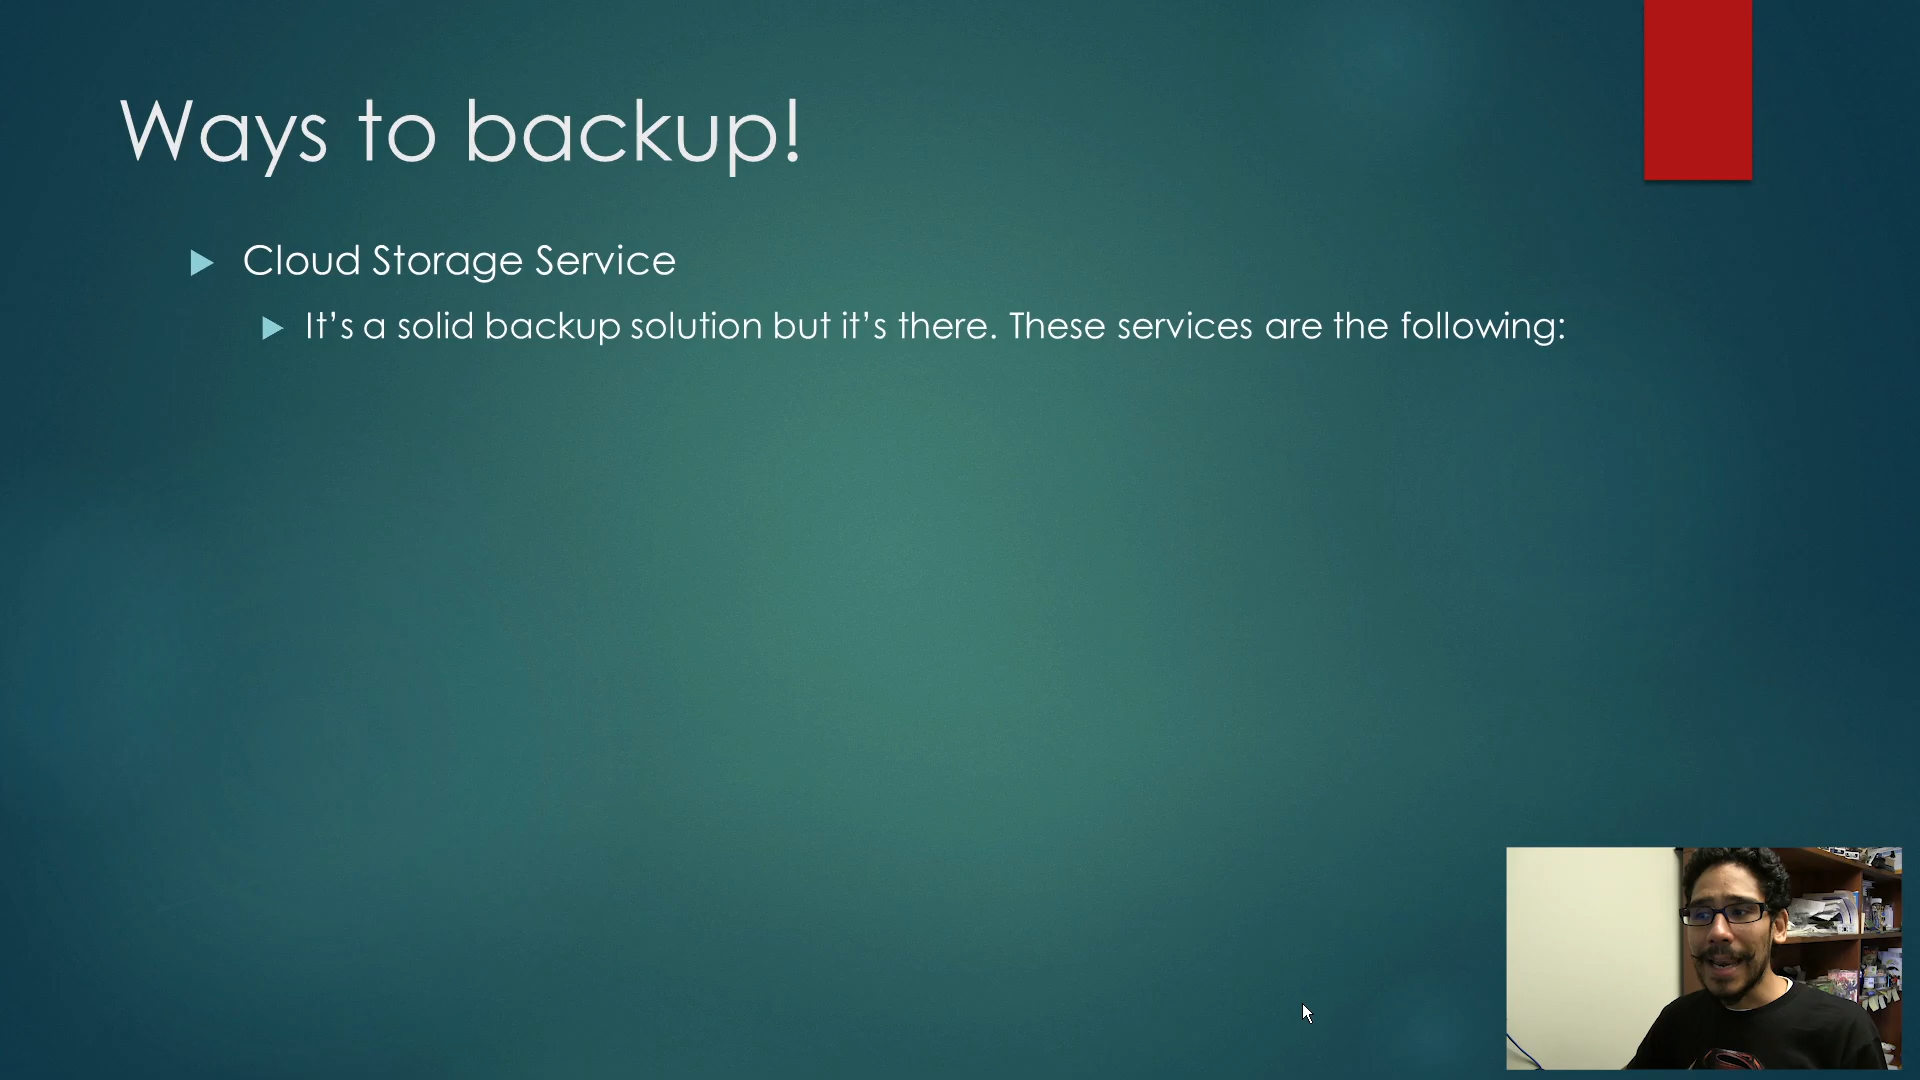 Ways to backup!
Cloud Storage Service
It’s a solid backup solution but it’s there. These services are the following: